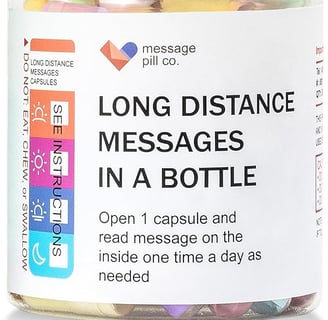 message
pill co.
LONG DISTANCE
MESSAGES
IN A BOTTLE
Open 1 capsule and
read message on the
inside one time a day as
needed
LONG DISTANCE
MESSAGES
CAPSULES
SEE INSTRUCTIONS
DO NOT EAT, CHEW, or SWALLOW